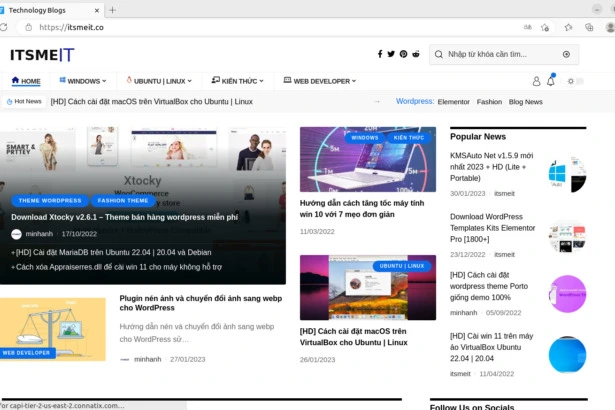 Technology Blogs
https://itsmeit.co
ITSMEIT
Nhập từ khóa cần tìm...
HOME
WINDOWS
UBUNTU | LINUX
KIẾN THỨC
WEB DEVELOPER
Hot News
[HD] Cách cài đặt macOS trên VirtualBox cho Ubuntu | Linux
Wordpress:
Elementor
Fashion
Blog News
SMART &
PRTTEY
Xtocky
WooCommerce
THEME WORDPRESS
FASHION THEME
Download Xtocky v2.6.1 – Theme bán hàng wordpress miễn phí
minhanh
17/10/2022
+[HD] Cài đặt MariaDB trên Ubuntu 22.04 | 20.04 và Debian
+Cách xóa Appraiserres.dll để cài win 11 cho máy không hỗ trợ
WEB DEVELOPER
Plugin nén ảnh và chuyển đổi ảnh sang webp
cho WordPress
Hướng dẫn nén và chuyển đổi ảnh sang webp
cho WordPress sử…
minhanh
27/01/2023
5M
WINDOWS
KIẾN THỨC
Hướng dẫn cách tăng tốc máy tính
win 10 với 7 mẹo đơn giản
11/03/2022
UBUNTU | LINUX
[HD] Cách cài đặt macOS trên
VirtualBox cho Ubuntu | Linux
26/01/2023
Popular News
KMSAuto Net v1.5.9 mới
nhất 2023 + HD (Lite +
Portable)
30/01/2023
itsmeit
Download WordPress
Templates Kits Elementor
Pro [1800+]
23/12/2022
itsmeit
[HD] Cách cài đặt
wordpress theme Porto
giống demo 100%
minhanh
05/09/2022
[HD] Cài win 11 trên máy
ảo VirtualBox Ubuntu
22.04 | 20.04
itsmeit
11/04/2022
for capi-tier-2-us-east-2.connatix.com…
Follow Us on Socials